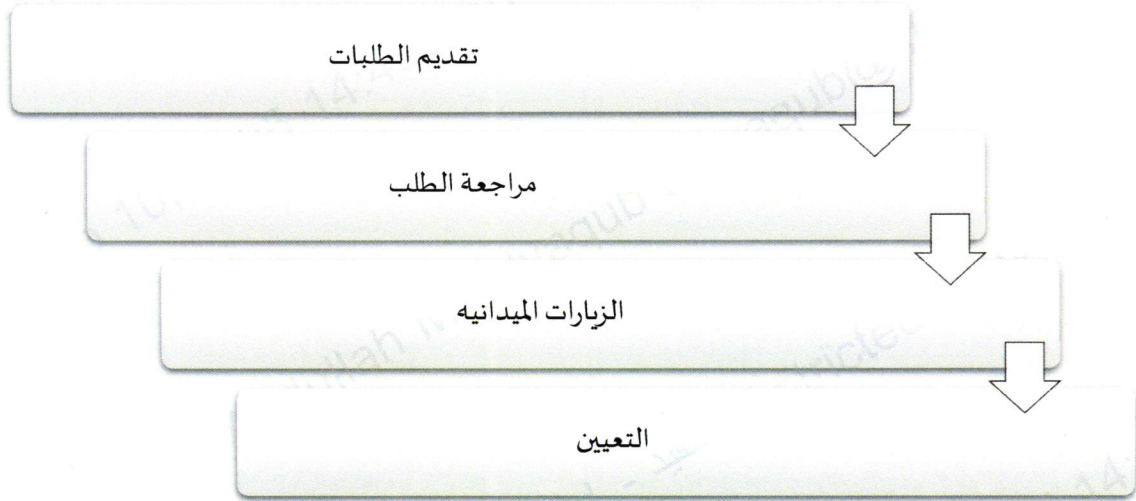 تقديم الطلبات
مراجعة الطلب
الزيارات الميدانيه
التعيين